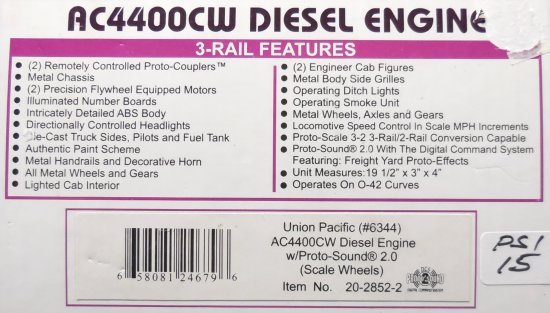 AC4400CW DIESEL ENGINE
3-RAIL FEATURES
• (2) Remotely Controlled Proto-Couplers™
• Metal Chassis
• (2) Precision Flywheel Equipped Motors
• Illuminated Number Boards
• Intricately Detailed ABS Body
• Directionally Controlled Headlights
Die-Cast Truck Sides, Pilots and Fuel Tank
• Authentic Paint Scheme
• Metal Handrails and Decorative Horn
• All Metal Wheels and Gears
• Lighted Cab Interior
• (2) Engineer Cab Figures
• Metal Body Side Grilles
• Operating Ditch Lights
• Operating Smoke Unit
• Metal Wheels, Axles and Gears
• Locomotive Speed Control In Scale MPH Increments
• Proto-Scale 3-2 3-Rail/2-Rail Conversion Capable
• Proto-Sound® 2.0 With The Digital Command System
Featuring: Freight Yard Proto-Effects
• Unit Measures:19 1/2" x 3" x 4"
• Operates On O-42 Curves
6 58081 24679 6
Union Pacific (#6344)
AC4400CW Diesel Engine
w/Proto-Sound® 2.0
(Scale Wheels)
Item No. 20-2852-2
PS1
15